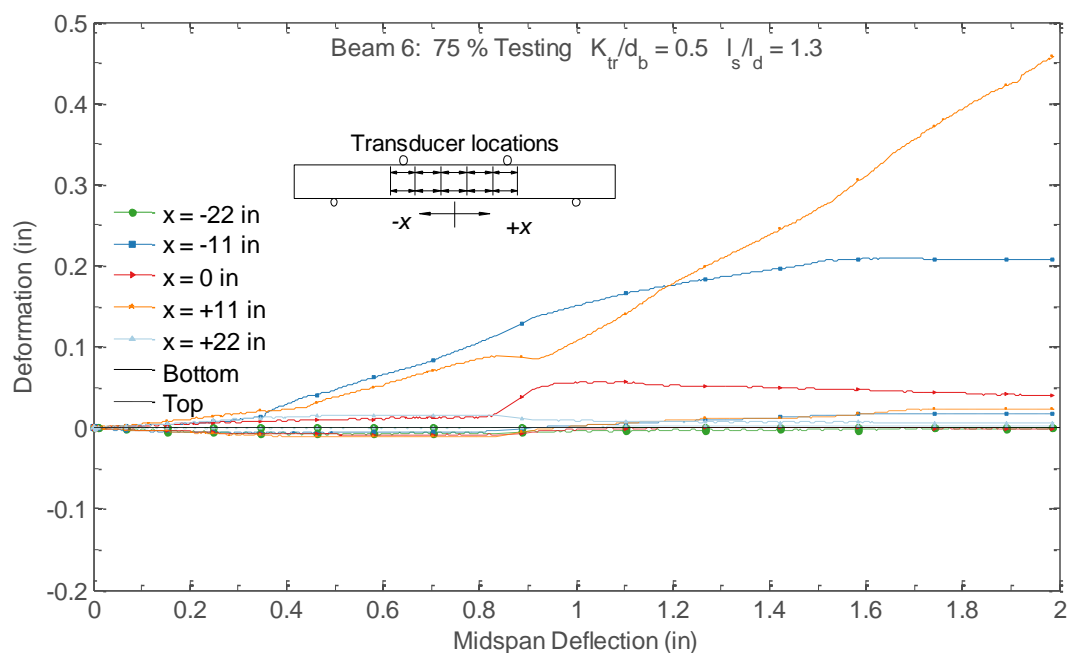 Beam 6: 75 % Testing K_tr/d_b = 0.5 l_s/l_d = 1.3
Transducer locations
-x
+x
x = -22 in
x = -11 in
x = 0 in
x = +11 in
x = +22 in
Bottom
Top
Deformation (in)
0.5
0.4
0.3
0.2
0.1
0
-0.1
-0.2
0 0.2 0.4 0.6 0.8 1 1.2 1.4 1.6 1.8 2
Midspan Deflection (in)